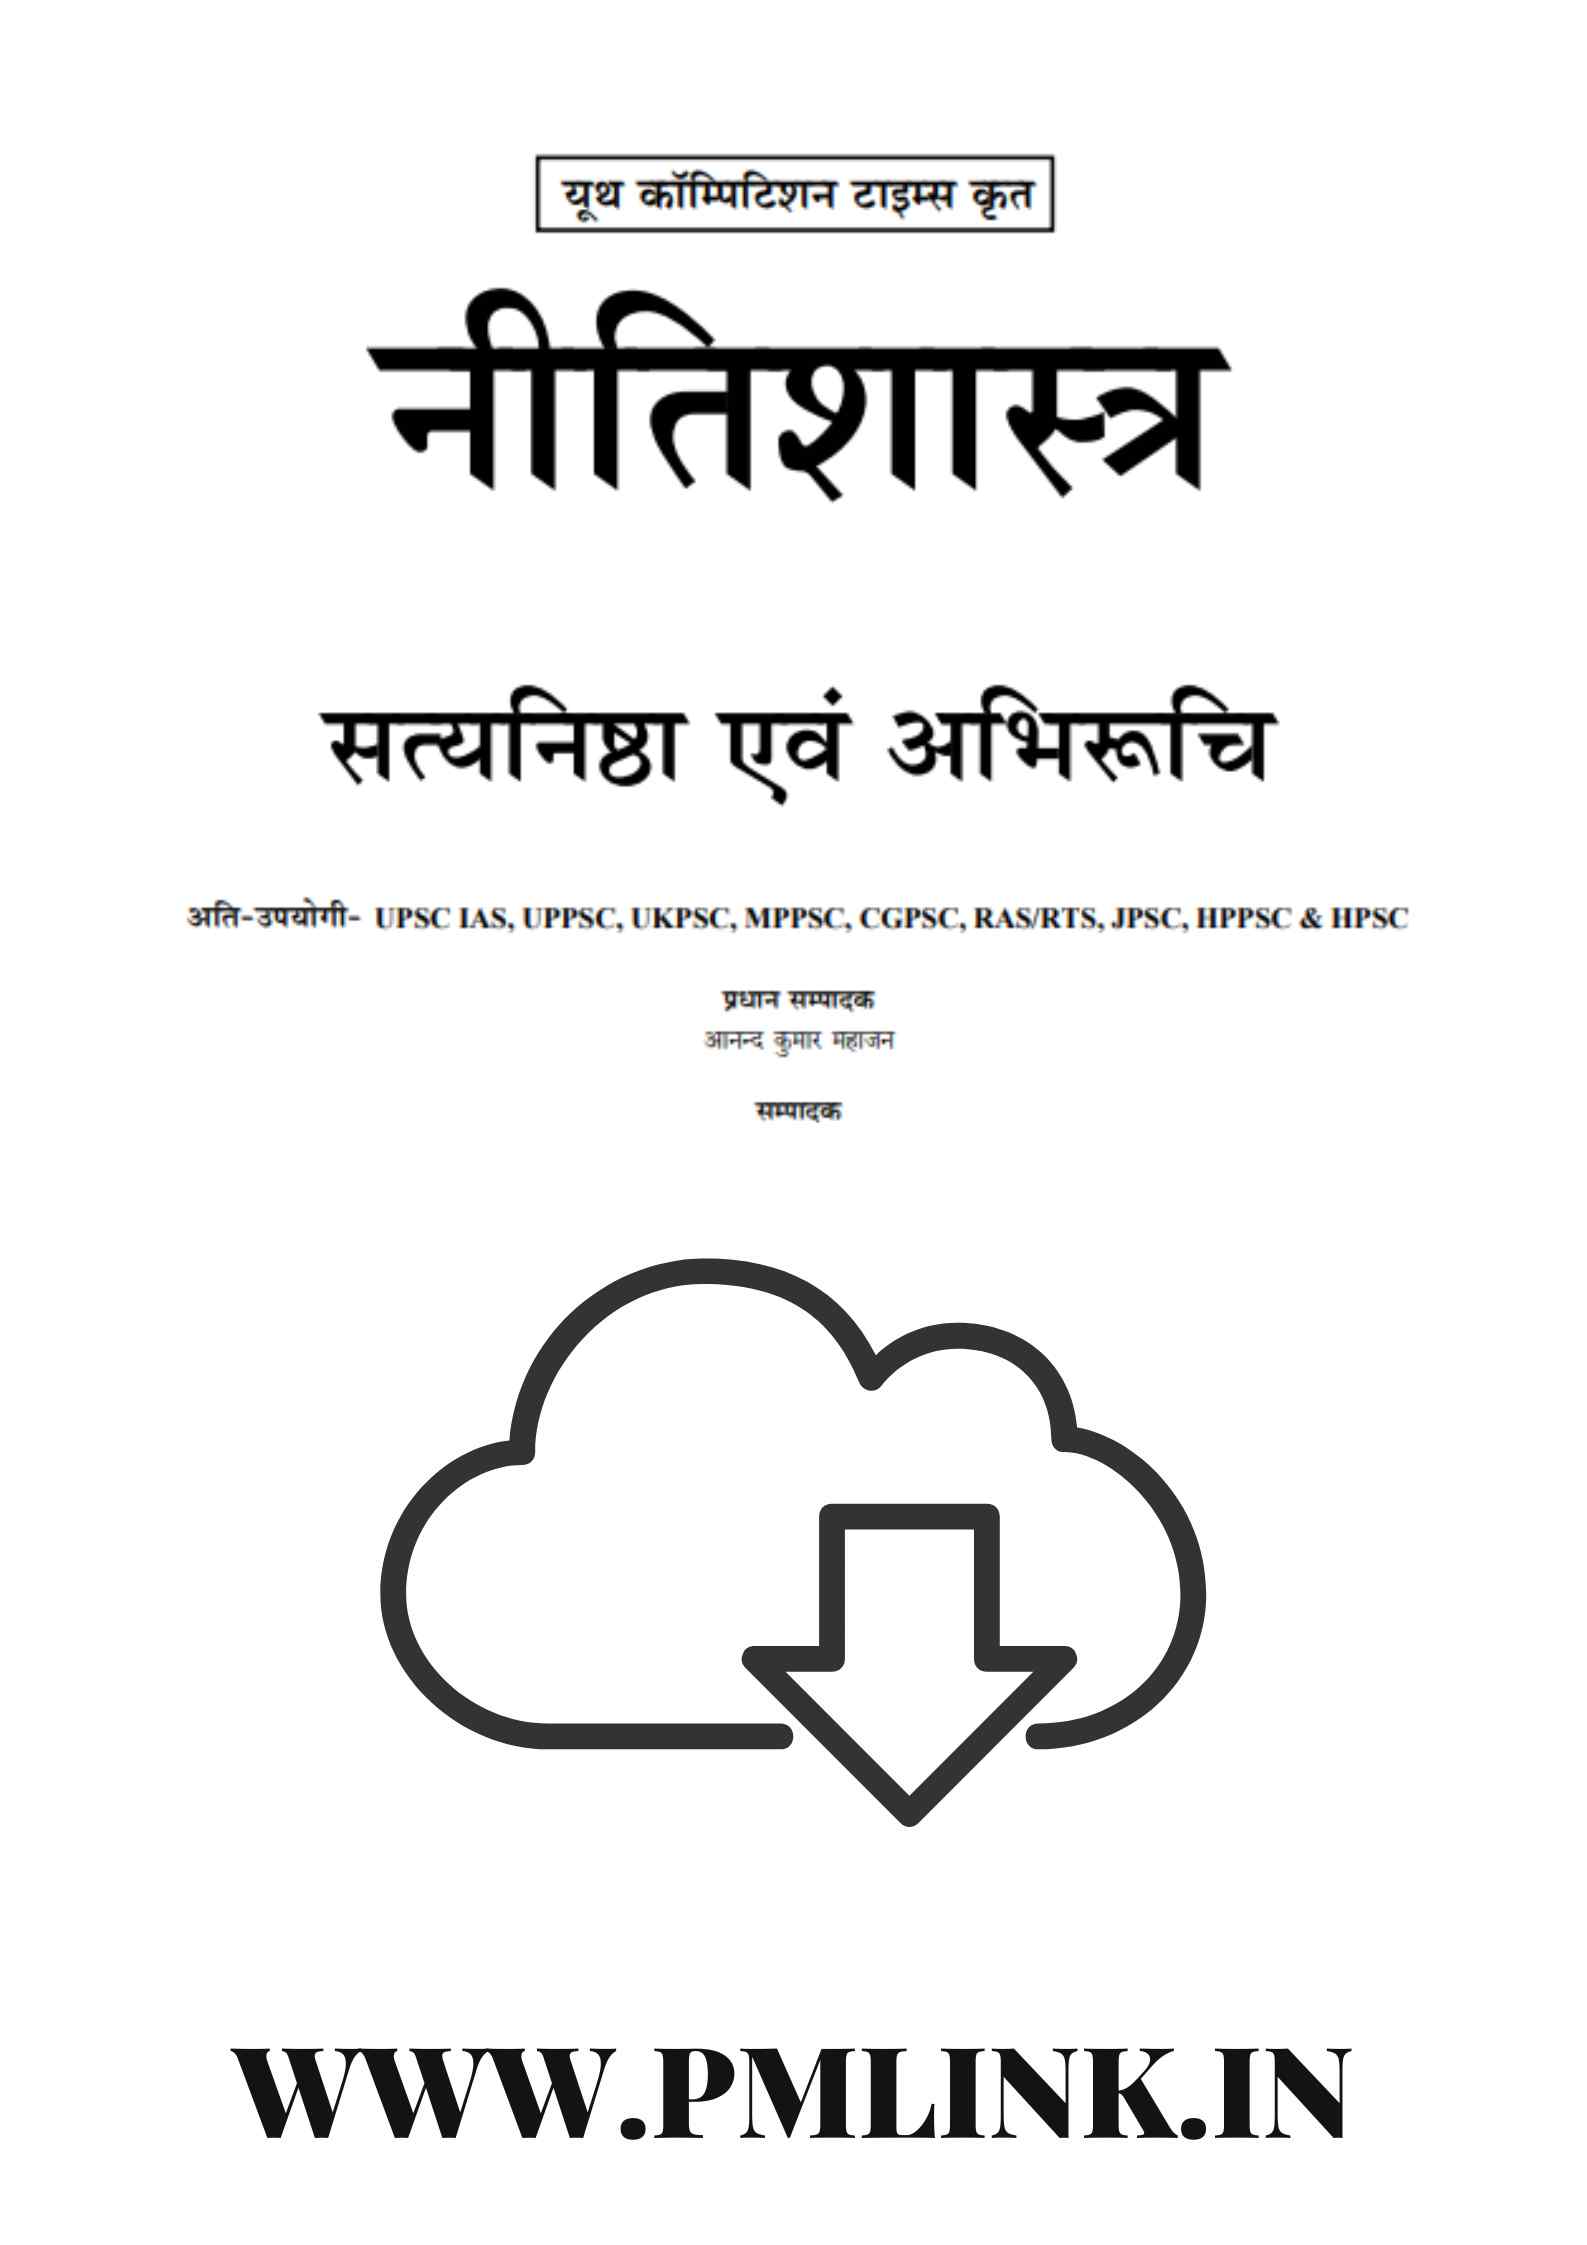 यूथ कॉम्पिटिशन टाइम्स कृत
नीतिशास्त्र
सत्यनिष्ठा एवं अभिरूचि
अति-उपयोगी- UPSC IAS, UPPSC, UKPSC, MPPSC, CGPSC, RAS/RTS, JPSC, HPPSC & HPSC
प्रधान सम्पादक
आनन्द कुमार महाजन
सम्पादक
WWW.PMLINK.IN